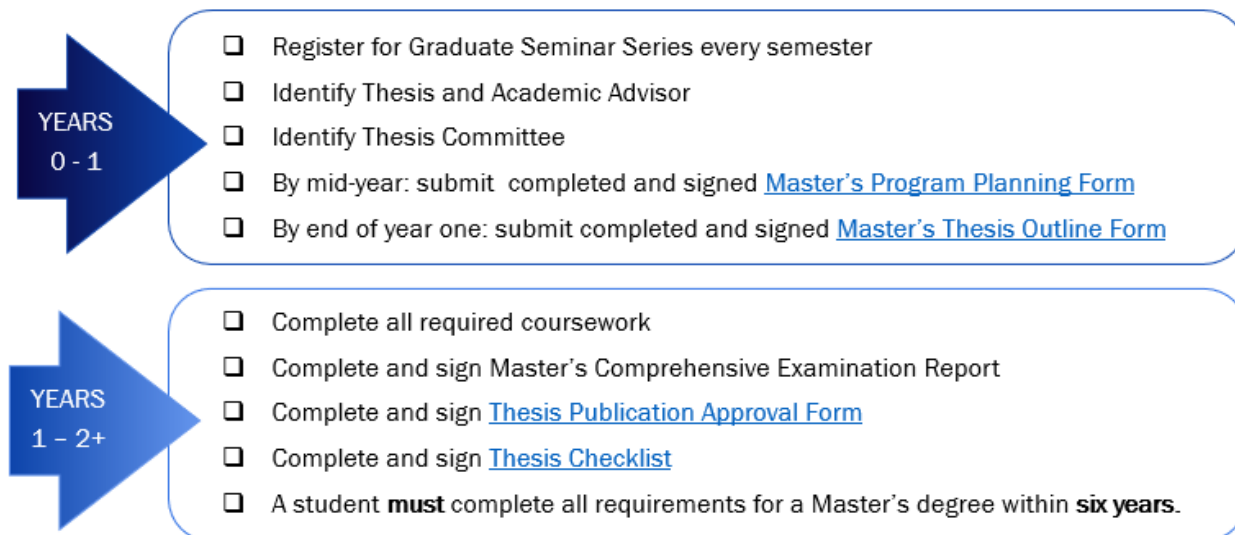 YEARS
0 - 1
Register for Graduate Seminar Series every semester
Identify Thesis and Academic Advisor
Identify Thesis Committee
By mid-year: submit completed and signed Master's Program Planning Form
By end of year one: submit completed and signed Master's Thesis Outline Form
YEARS
1 – 2+
Complete all required coursework
Complete and sign Master's Comprehensive Examination Report
Complete and sign Thesis Publication Approval Form
Complete and sign Thesis Checklist
A student must complete all requirements for a Master's degree within six years.